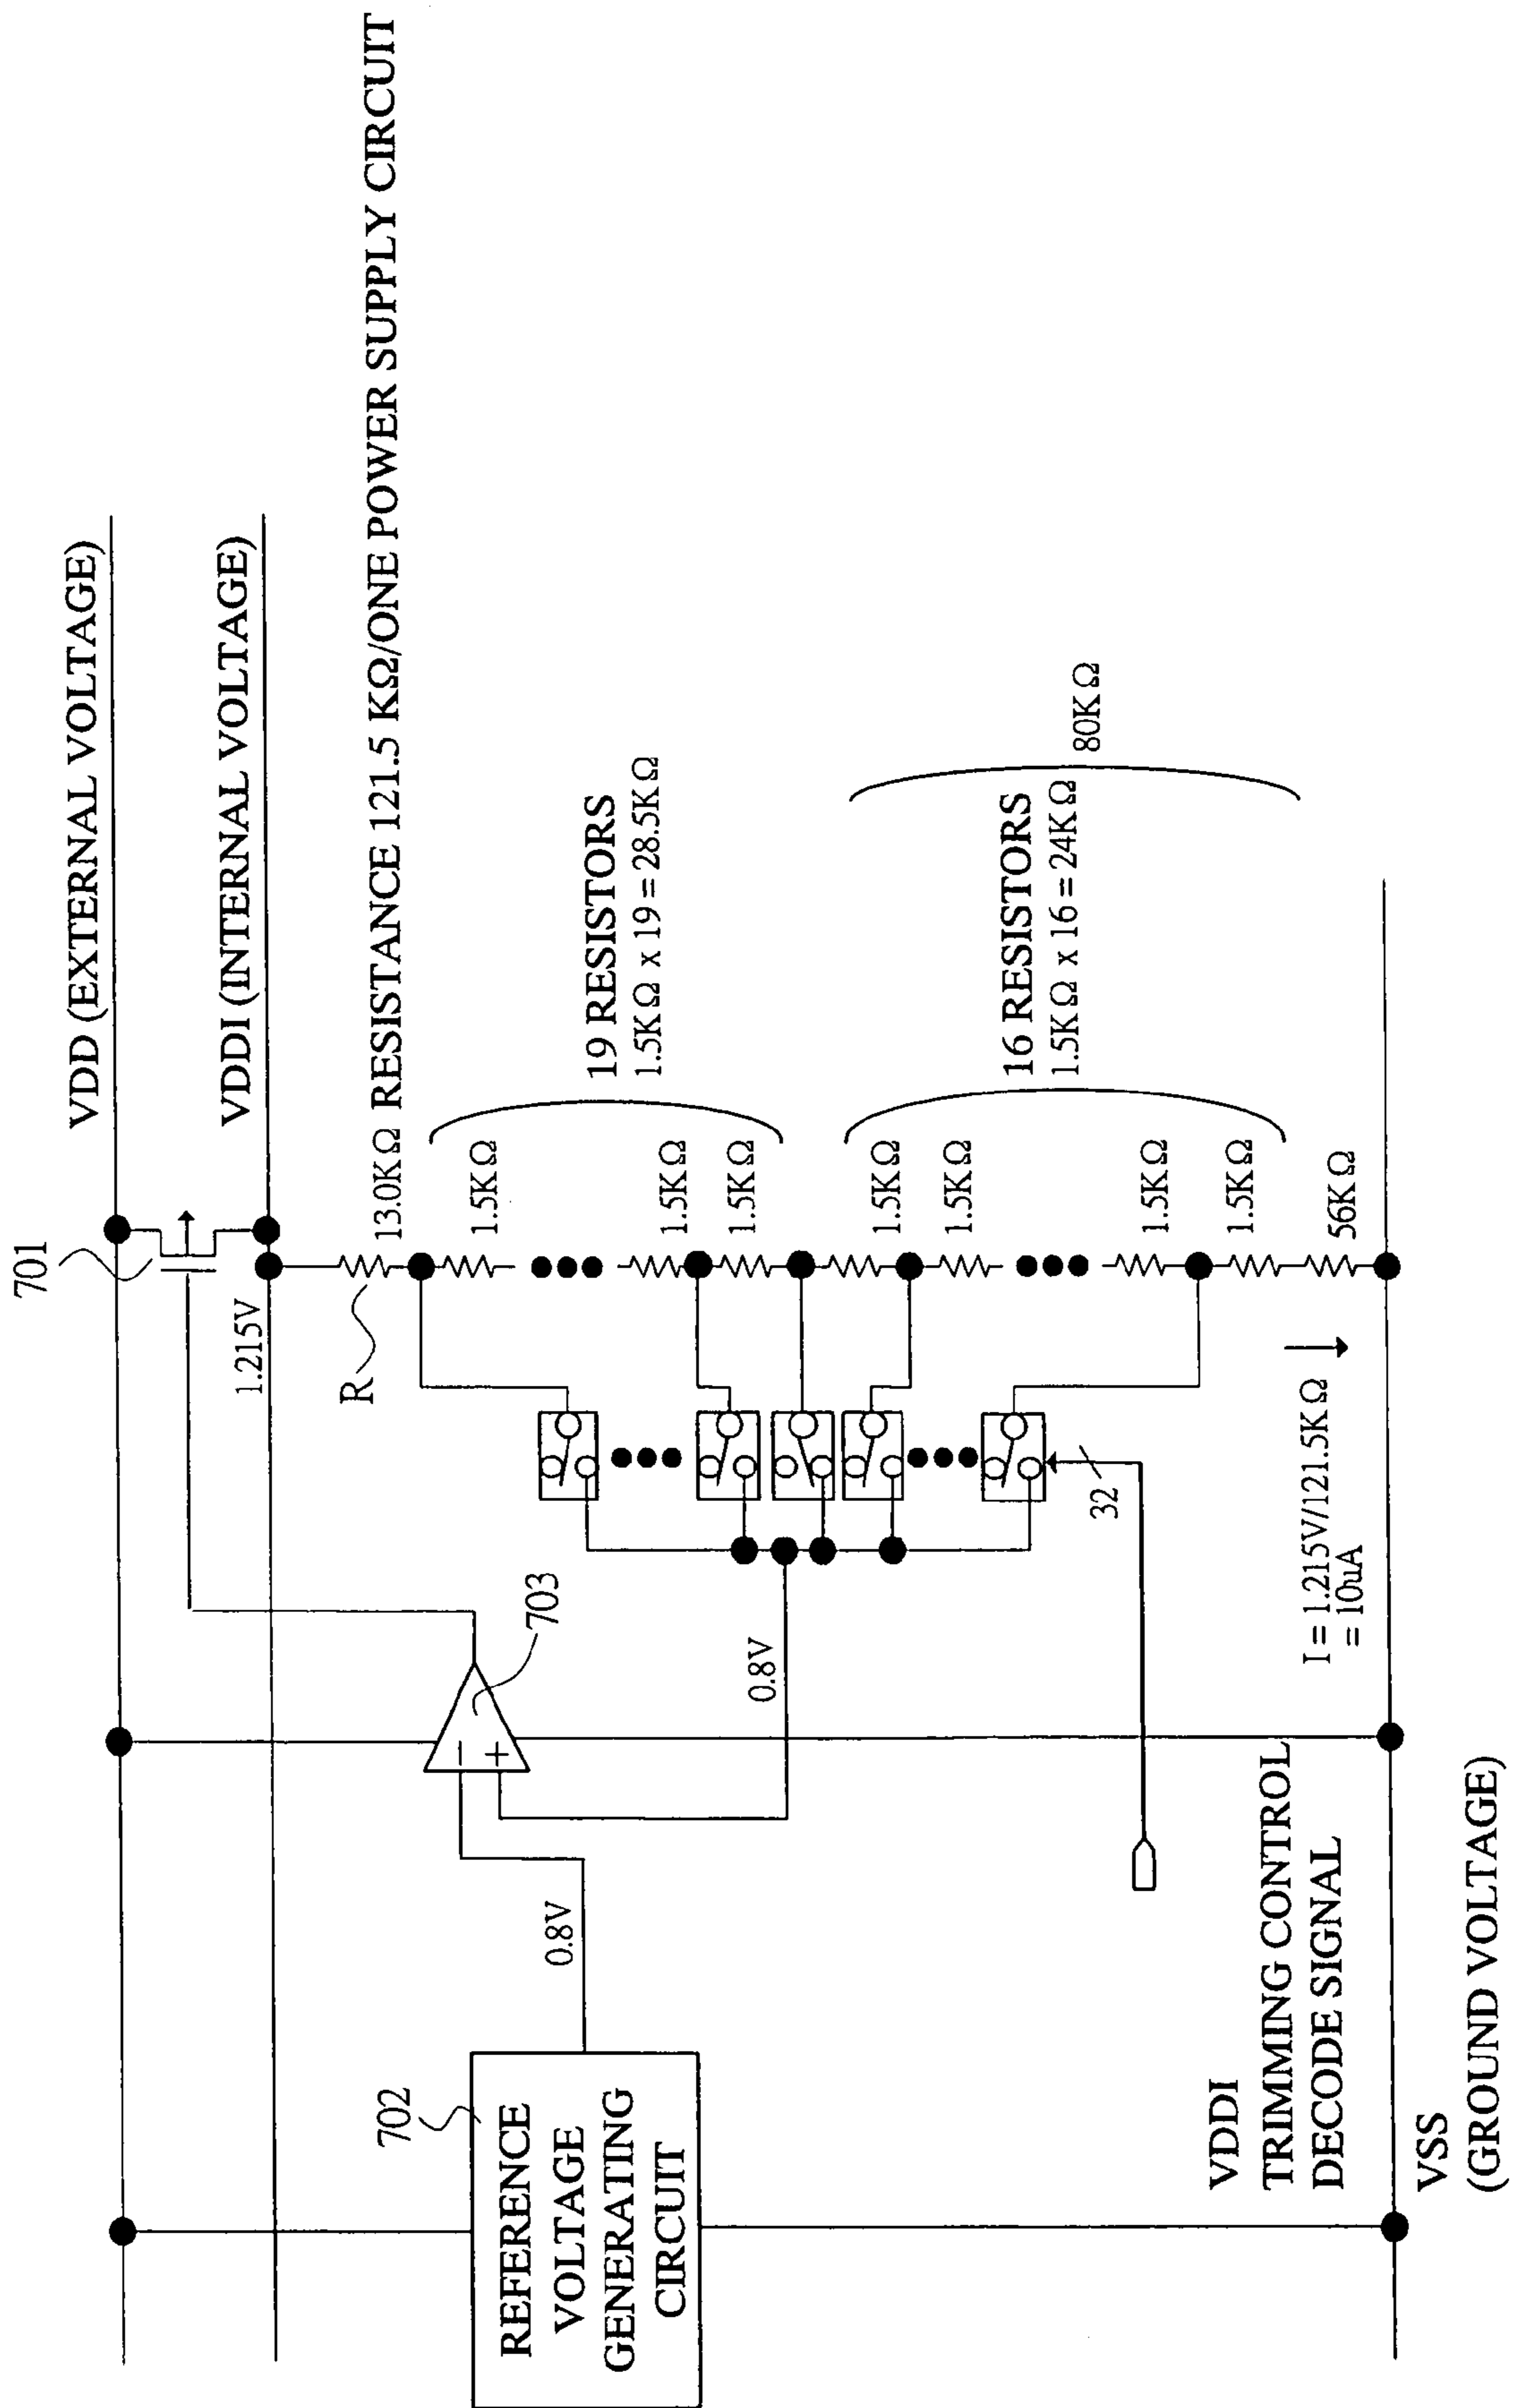 VDD (EXTERNAL VOLTAGE)
701
VDDI (INTERNAL VOLTAGE)
1.215V
R
13.0KΩ RESISTANCE 121.5 KΩ/ONE POWER SUPPLY CIRCUIT
1.5KΩ
19 RESISTORS
1.5KΩ x 19 = 28.5KΩ
1.5KΩ
1.5KΩ
1.5KΩ
1.5KΩ
16 RESISTORS
1.5KΩ x 16 = 24KΩ
80KΩ
1.5KΩ
1.5KΩ
56KΩ
703
−
+
0.8V
0.8V
32
I = 1.215V/121.5KΩ
= 10uA
702
REFERENCE
VOLTAGE
GENERATING
CIRCUIT
VDDI
TRIMMING CONTROL
DECODE SIGNAL
VSS
(GROUND VOLTAGE)